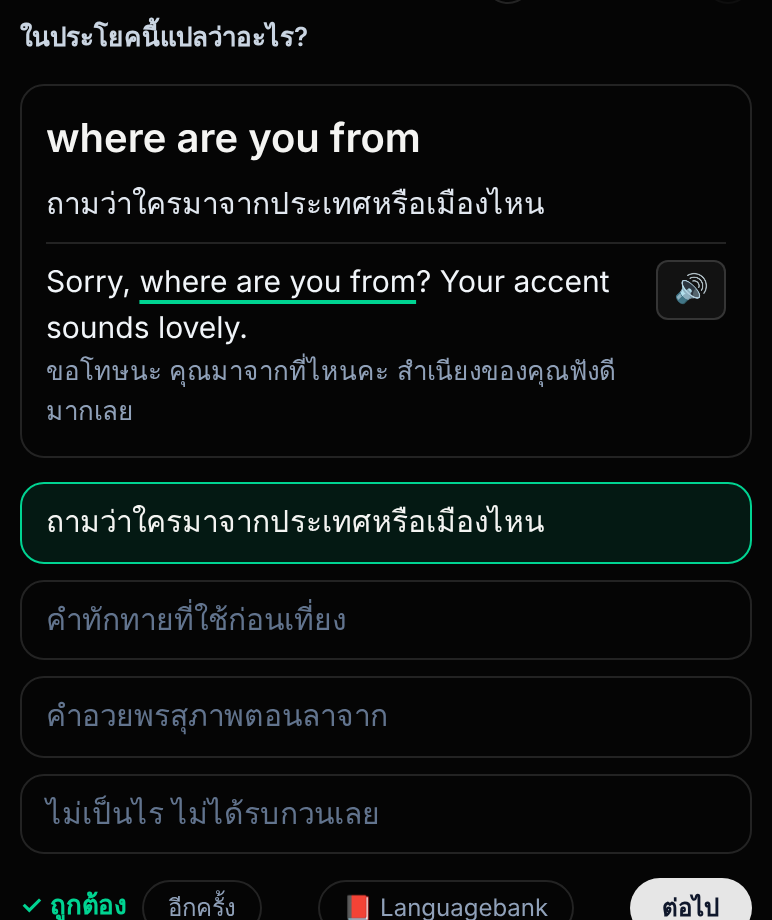 ในประโยคนี้แปลว่าอะไร?
where are you from
ถามว่าใครมาจากประเทศหรือเมืองไหน
Sorry, where are you from? Your accent
sounds lovely.
ขอโทษนะ คุณมาจากที่ไหนคะ สำเนียงของคุณฟังดี
มากเลย
ถามว่าใครมาจากประเทศหรือเมืองไหน
คำทักทายที่ใช้ก่อนเที่ยง
คำอวยพรสุภาพตอนลาจาก
ไม่เป็นไร ไม่ได้รบกวนเลย
✓ ถูกต้อง อีกครั้ง 📕 Languagebank ต่อไป